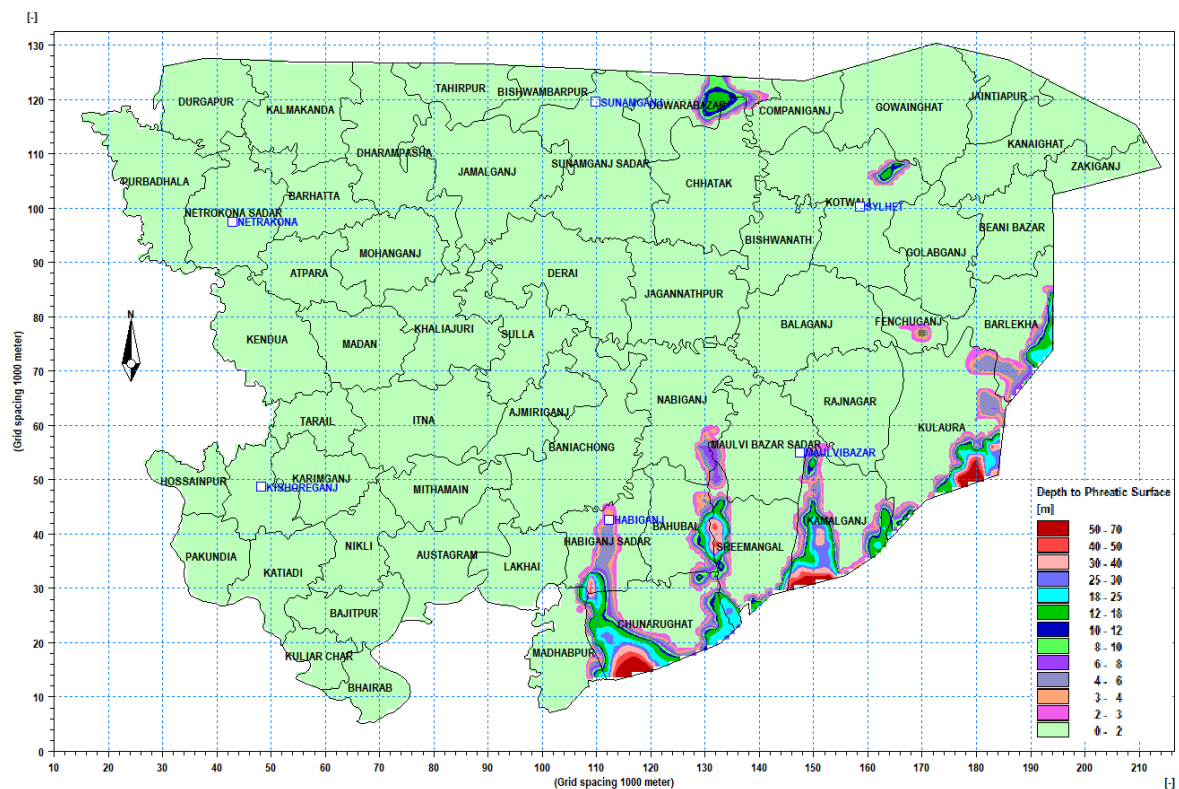 [-]
130
120
110
100
90
80
70
60
50
40
30
20
10
0
(Grid spacing 1000 meter)
N
TAHIRPUR
BISHWAMBARPUR
DURGAPUR
KALMAKANDA
SUNAMGANJ
DOWARABAZAR
COMPANIGANJ
GOWAINGHAT
JAINTIAPUR
KANAIGHAT
ZAKIGANJ
DHARAMPASHA
JAMALGANJ
SUNAMGANJ SADAR
CHHATAK
PURBADHALA
BARHATTA
NETROKONA SADAR
NETRAKONA
KOTWALI
SYLHET
BISHWANATH
BEANI BAZAR
GOLABGANJ
MOHANGANJ
ATPARA
DERAI
JAGANNATHPUR
KENDUA
MADAN
KHALIAJURI
SULLA
BALAGANJ
FENCHUGANJ
BARLEKHA
NABIGANJ
RAJNAGAR
TARAIL
ITNA
AJMIRIGANJ
BANIACHONG
MAULVI BAZAR SADAR
MAULVIBAZAR
KULAURA
HOSSAINPUR
KARIMGANJ
KISHOREGANJ
MITHAMAIN
HABIGANJ
BAHUBAL
KAMALGANJ
PAKUNDIA
NIKLI
AUSTAGRAM
HABIGANJ SADAR
SREEMANGAL
KATIADI
LAKHAI
BAJITPUR
CHUNARUGHAT
KULIAR CHAR
MADHABPUR
BHAIRAB
Depth to Phreatic Surface
[m]
50 - 70
40 - 50
30 - 40
25 - 30
18 - 25
12 - 18
10 - 12
8 - 10
6 - 8
4 - 6
3 - 4
2 - 3
0 - 2
10 20 30 40 50 60 70 80 90 100 110 120 130 140 150 160 170 180 190 200 210
(Grid spacing 1000 meter)
[-]